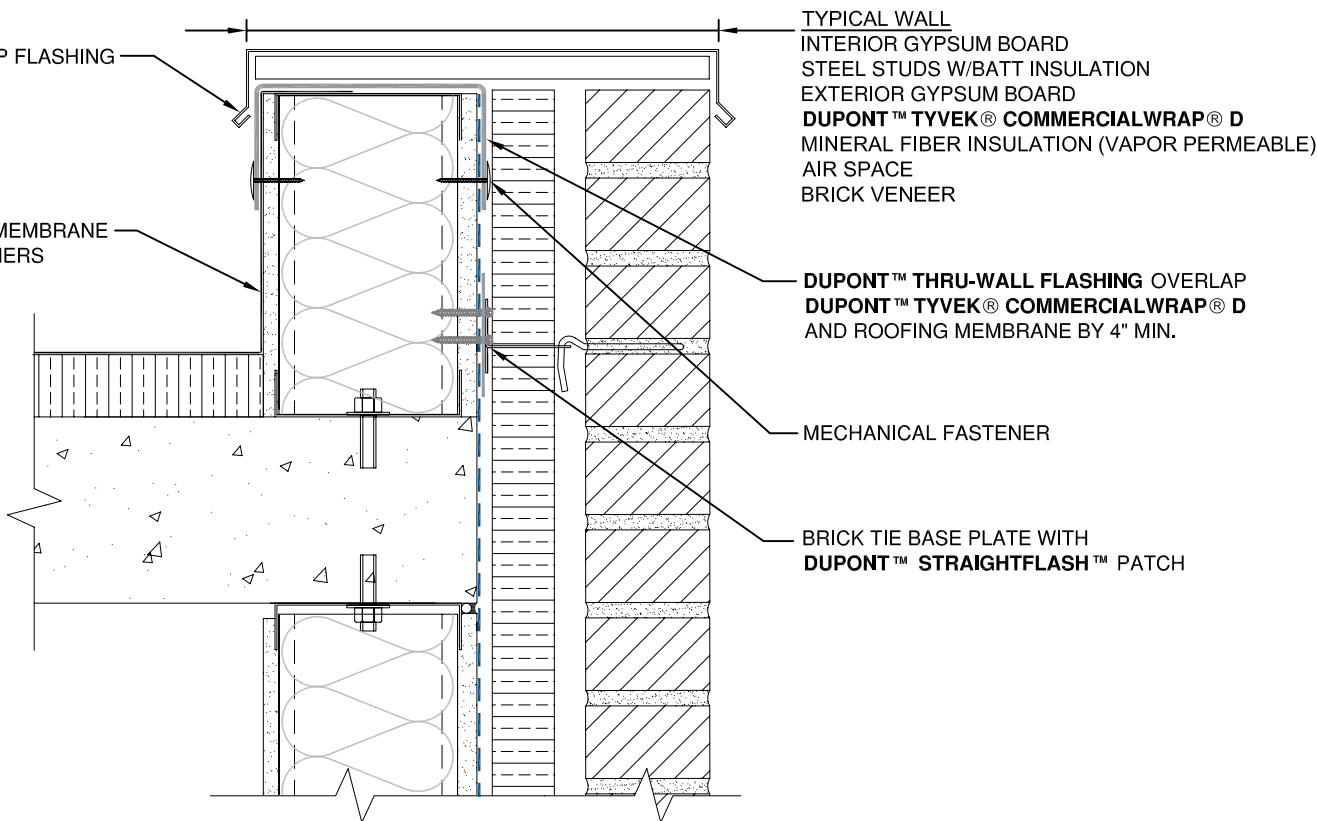 P FLASHING
MEMBRANE
TYPICAL WALL
INTERIOR GYPSUM BOARD
STEEL STUDS W/BATT INSULATION
EXTERIOR GYPSUM BOARD
DUPONT™ TYVEK® COMMERCIALWRAP® D
MINERAL FIBER INSULATION (VAPOR PERMEABLE)
AIR SPACE
BRICK VENEER
DUPONT™ THRU-WALL FLASHING OVERLAP
DUPONT™ TYVEK® COMMERCIALWRAP® D
AND ROOFING MEMBRANE BY 4" MIN.
MECHANICAL FASTENER
BRICK TIE BASE PLATE WITH
DUPONT™ STRAIGHTFLASH™ PATCH